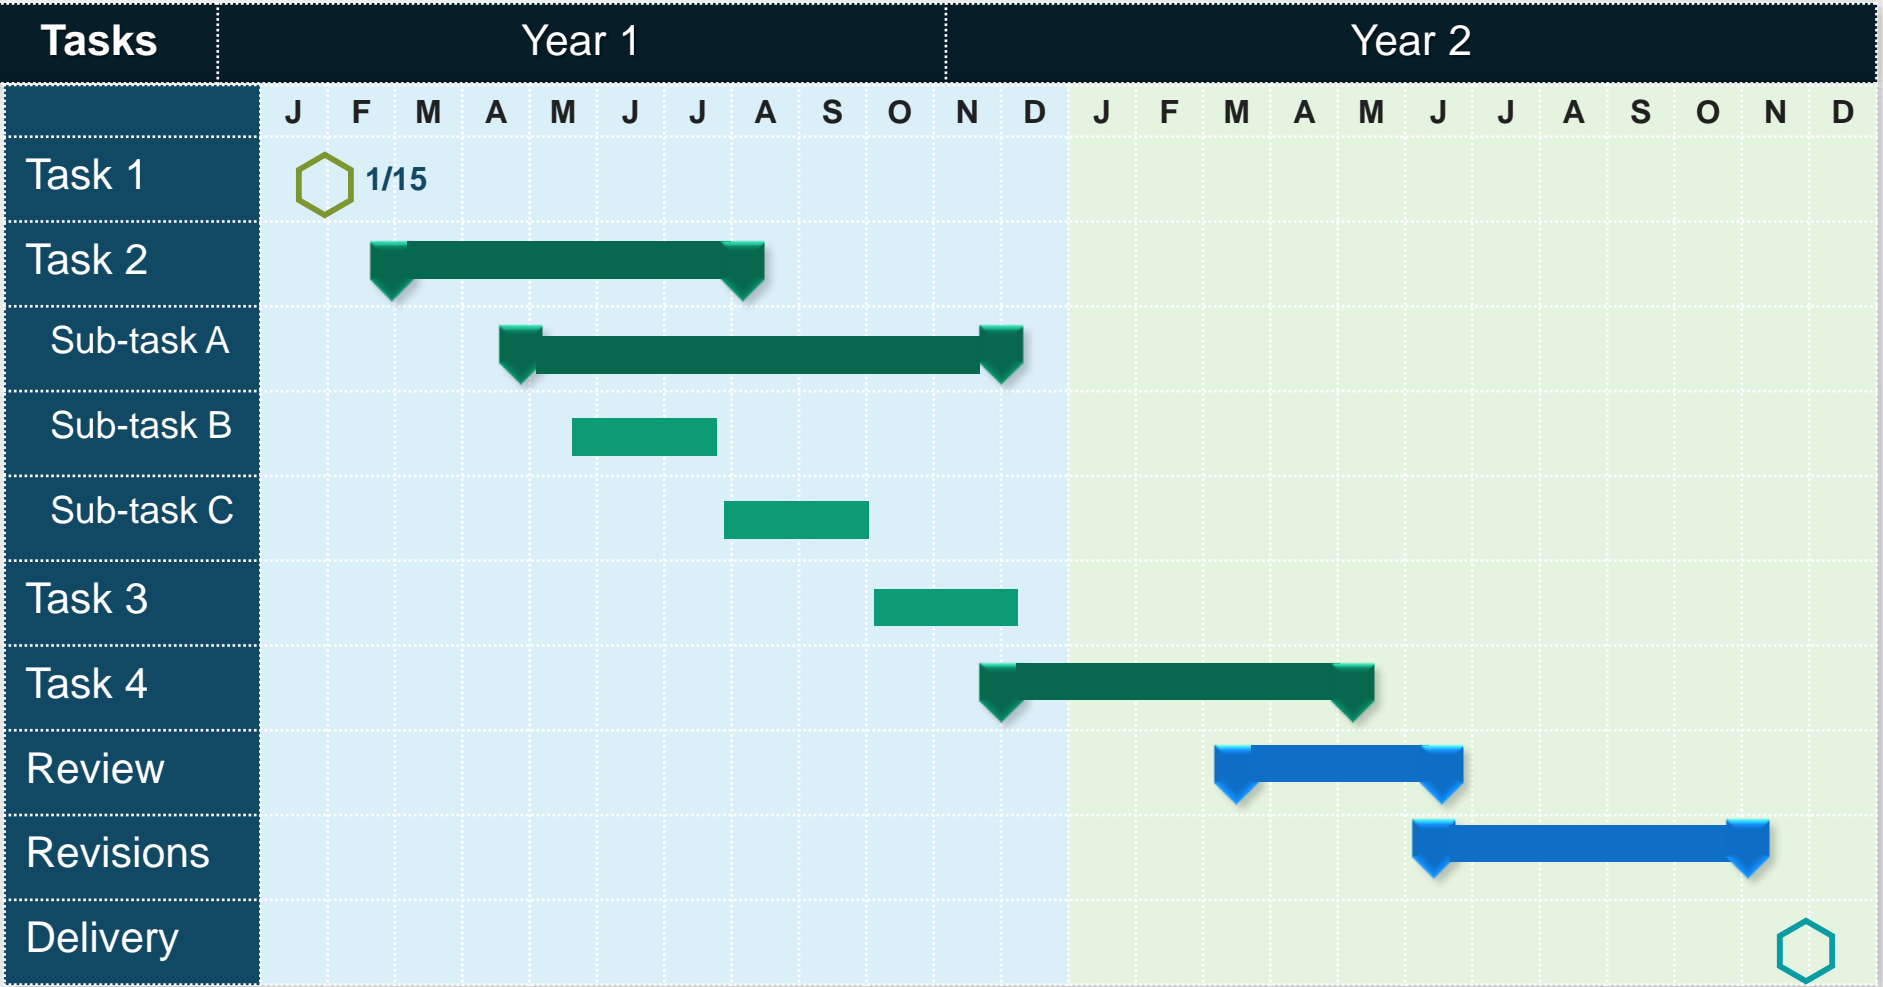 Tasks Year 1 Year 2
J F M A M J J A S O N D J F M A M J J A S O N D
Task 1 1/15
Task 2
Sub-task A
Sub-task B
Sub-task C
Task 3
Task 4
Review
Revisions
Delivery